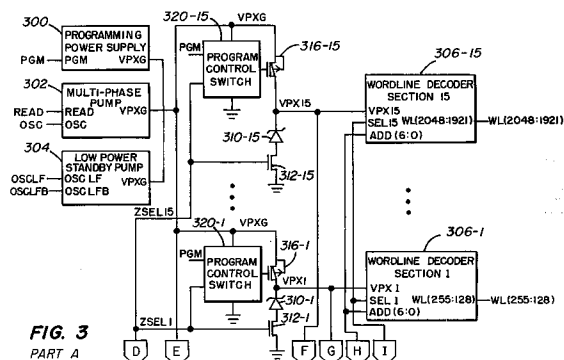 320-15
VPXG
300
PROGRAMMING
POWER SUPPLY
PGM
PGM
VPXG
PGM
PROGRAM
CONTROL
SWITCH
316-15
302
MULTI-PHASE
PUMP
READ
READ
VPXG
OSC
OSC
VPX15
306-15
WORDLINE DECODER
SECTION 15
VPX15
SEL15
WL(2048:1921)
WL(2048:1921)
ADD (6:0)
310-15
304
LOW POWER
STANDBY PUMP
OSCLF
OSC LF
VPXG
OSCLFB
OSCLFB
312-15
ZSEL15
320-1
VPXG
PGM
PROGRAM
CONTROL
SWITCH
316-1
VPX1
310-1
312-1
ZSEL1
306-1
WORDLINE DECODER
SECTION 1
VPX 1
SEL 1
WL(255:128)
WL(255:128)
ADD (6:0)
FIG. 3
PART A
D
E
F
G
H
I